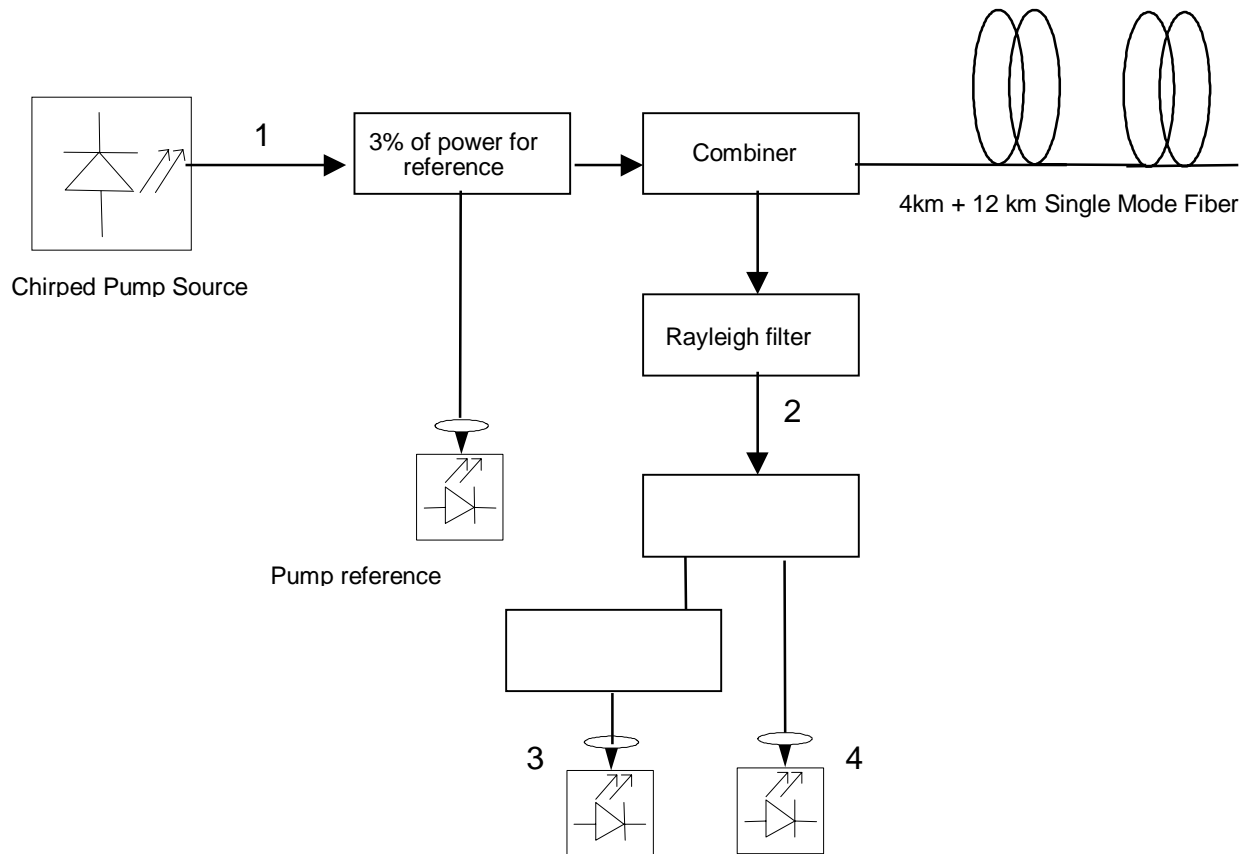 1
3% of power for
reference
Combiner
4km + 12 km Single Mode Fiber
Chirped Pump Source
Rayleigh filter
2
Pump reference
3
4